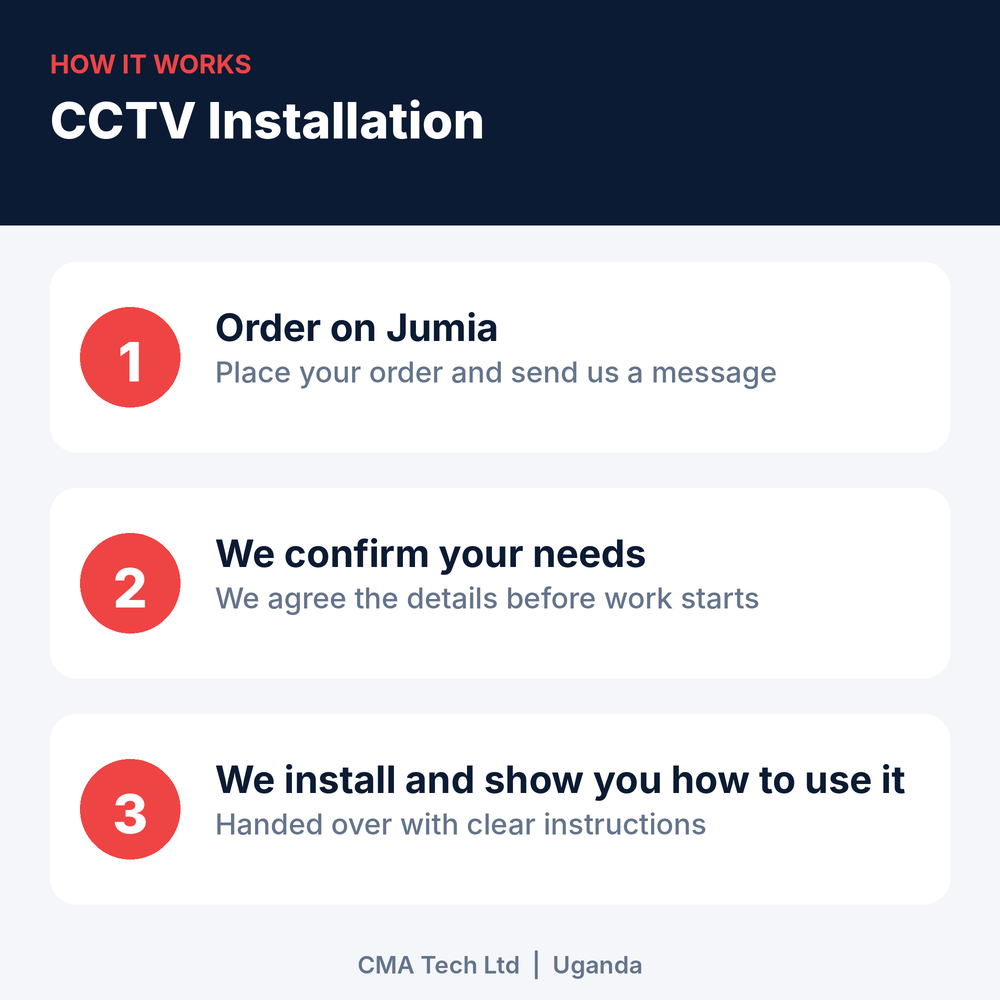 HOW IT WORKS
CCTV Installation
1
Order on Jumia
Place your order and send us a message
2
We confirm your needs
We agree the details before work starts
3
We install and show you how to use it
Handed over with clear instructions
CMA Tech Ltd | Uganda